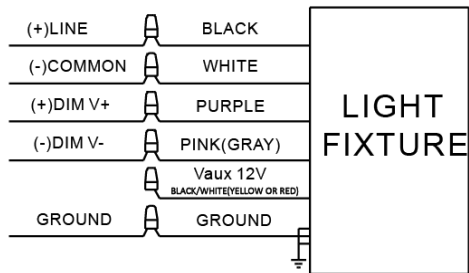 (+)LINE BLACK
(-)COMMON WHITE
(+)DIM V+ PURPLE
(-)DIM V- PINK(GRAY)
Vaux 12V
BLACK/WHITE(YELLOW OR RED)
GROUND GROUND
LIGHT
FIXTURE